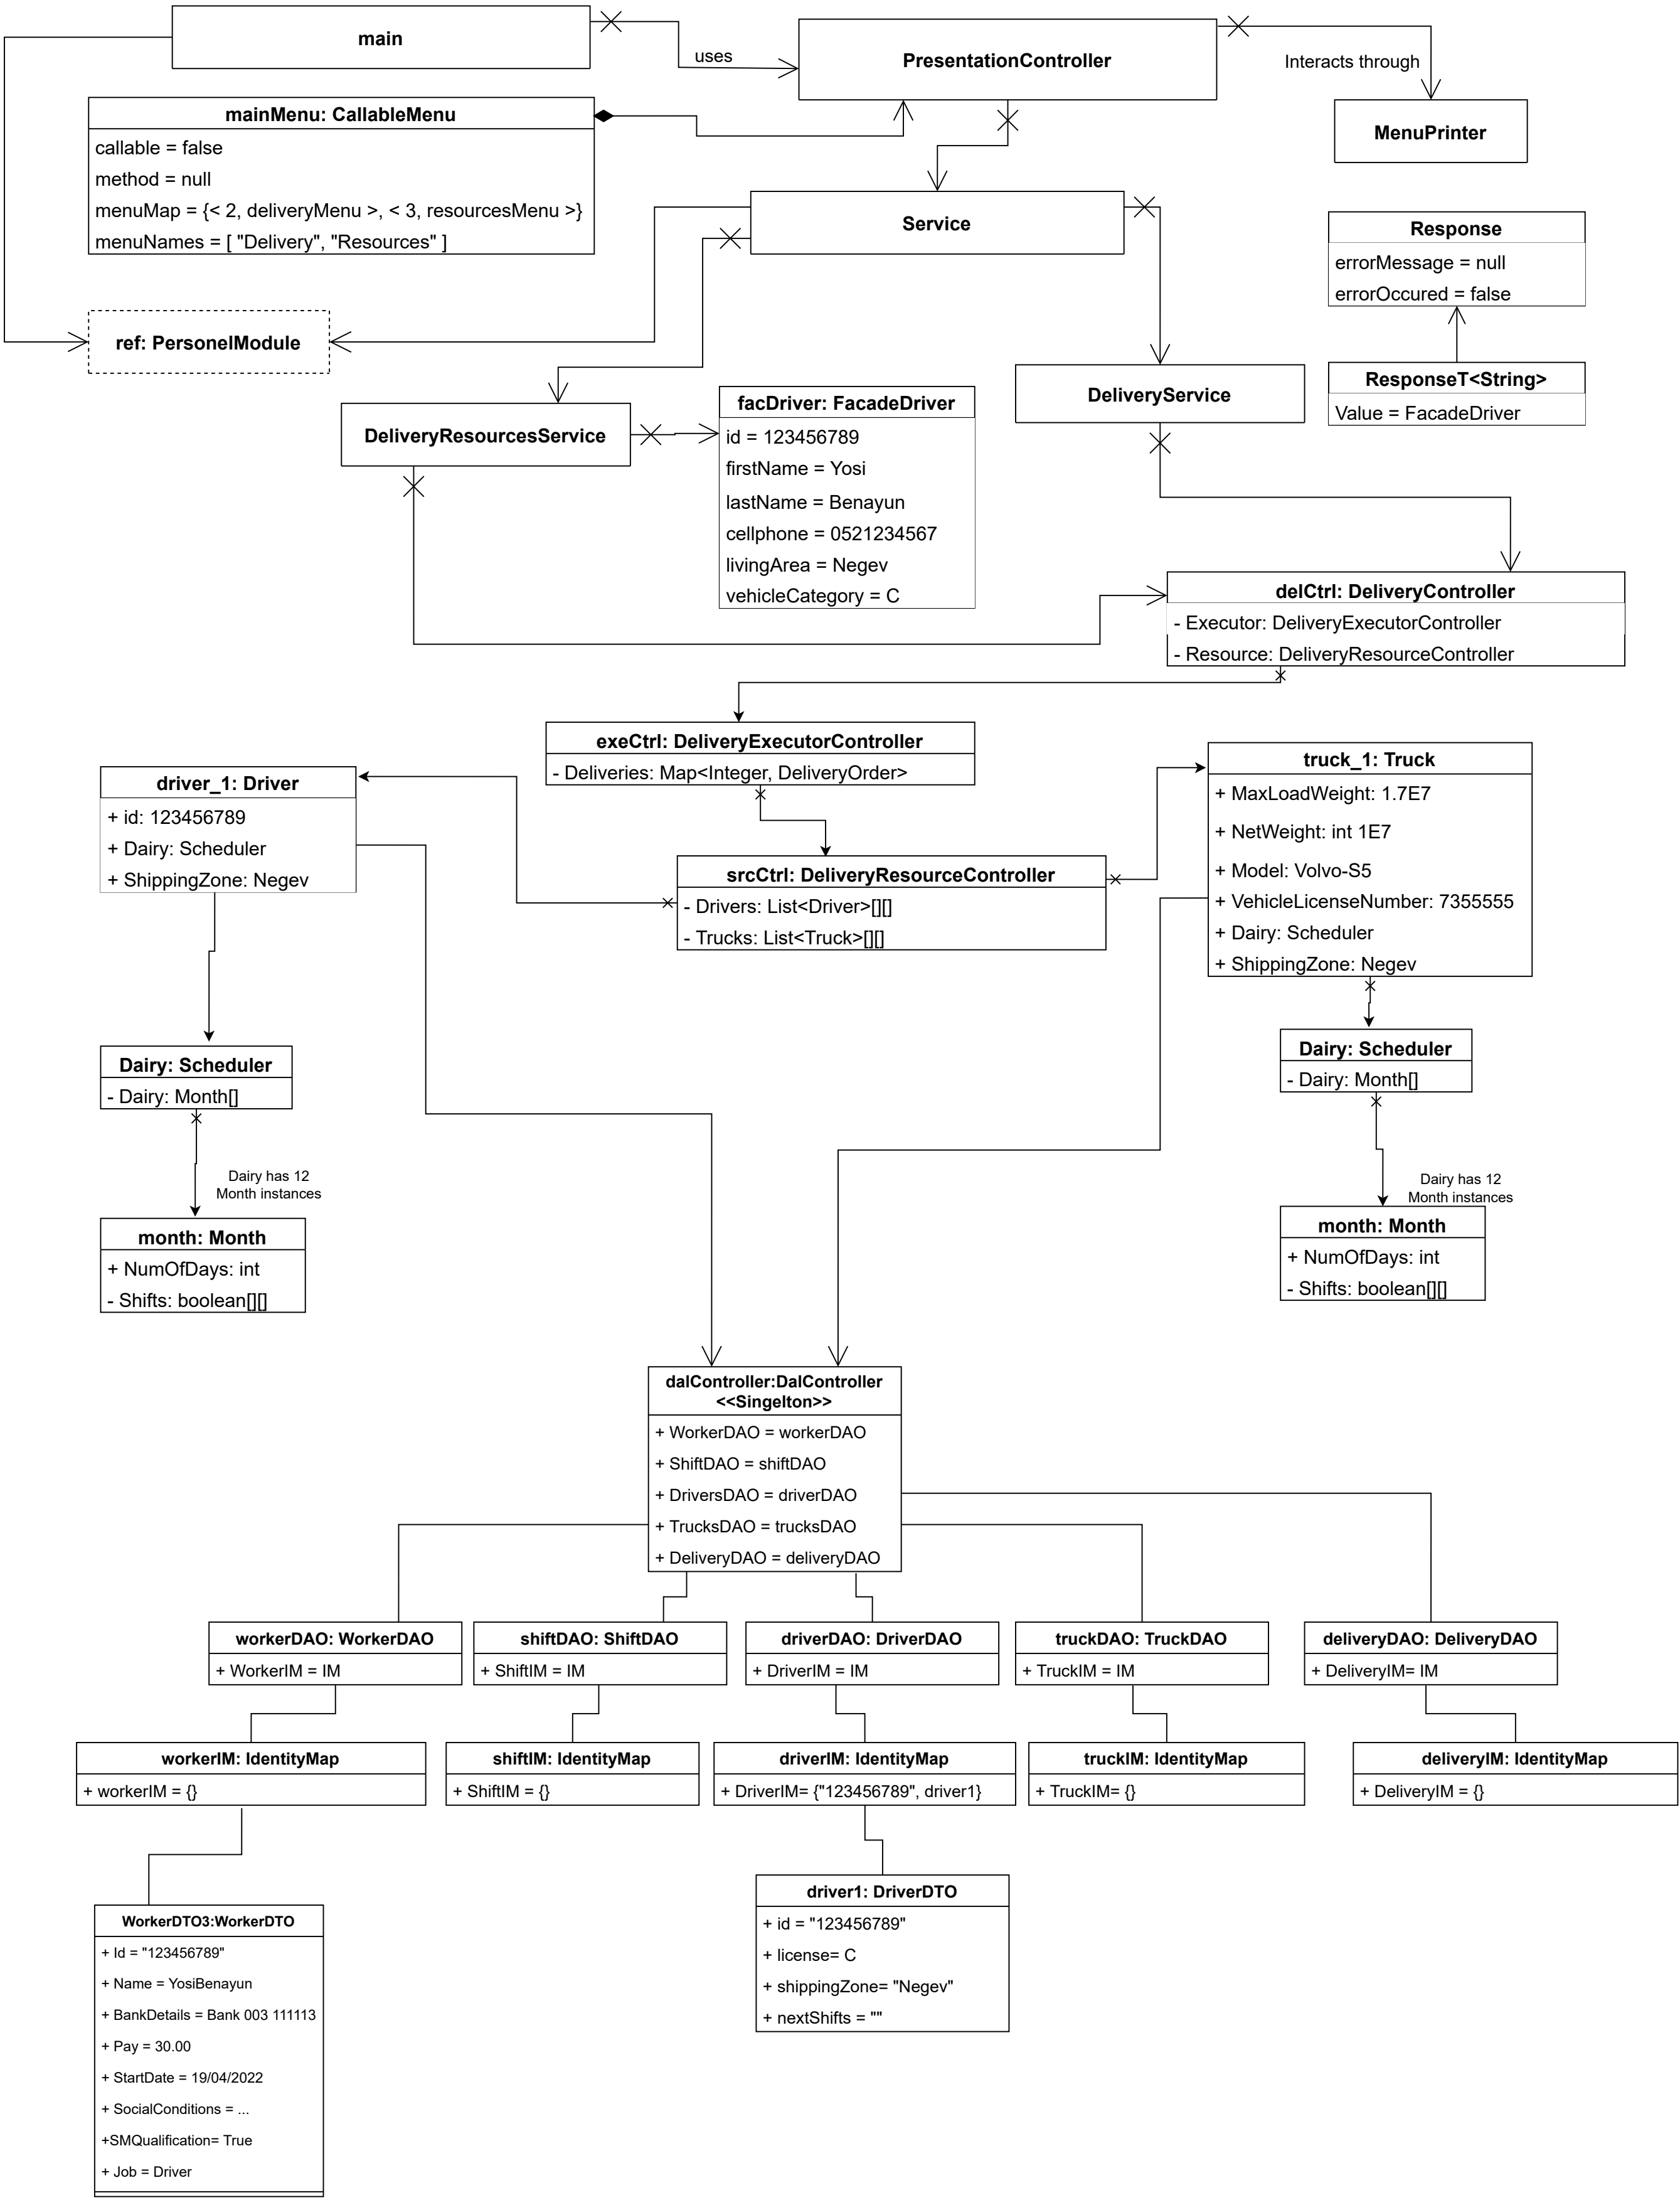 main
uses
PresentationController
Interacts through
MenuPrinter
mainMenu: CallableMenu
callable = false
method = null
menuMap = {< 2, deliveryMenu >, < 3, resourcesMenu >}
menuNames = [ "Delivery", "Resources" ]
Service
Response
errorMessage = null
errorOccured = false
ref: PersonelModule
ResponseT<String>
Value = FacadeDriver
DeliveryService
DeliveryResourcesService
facDriver: FacadeDriver
id = 123456789
firstName = Yosi
lastName = Benayun
cellphone = 0521234567
livingArea = Negev
vehicleCategory = C
delCtrl: DeliveryController
- Executor: DeliveryExecutorController
- Resource: DeliveryResourceController
exeCtrl: DeliveryExecutorController
- Deliveries: Map<Integer, DeliveryOrder>
driver_1: Driver
+ id: 123456789
+ Dairy: Scheduler
+ ShippingZone: Negev
truck_1: Truck
+ MaxLoadWeight: 1.7E7
+ NetWeight: int 1E7
+ Model: Volvo-S5
+ VehicleLicenseNumber: 7355555
+ Dairy: Scheduler
+ ShippingZone: Negev
srcCtrl: DeliveryResourceController
- Drivers: List<Driver>[][]
- Trucks: List<Truck>[][]
Dairy: Scheduler
- Dairy: Month[]
Dairy has 12
Month instances
month: Month
+ NumOfDays: int
- Shifts: boolean[][]
Dairy: Scheduler
- Dairy: Month[]
Dairy has 12
Month instances
month: Month
+ NumOfDays: int
- Shifts: boolean[][]
dalController:DalController
<<Singelton>>
+ WorkerDAO = workerDAO
+ ShiftDAO = shiftDAO
+ DriversDAO = driverDAO
+ TrucksDAO = trucksDAO
+ DeliveryDAO = deliveryDAO
workerDAO: WorkerDAO
+ WorkerIM = IM
shiftDAO: ShiftDAO
+ ShiftIM = IM
driverDAO: DriverDAO
+ DriverIM = IM
truckDAO: TruckDAO
+ TruckIM = IM
deliveryDAO: DeliveryDAO
+ DeliveryIM= IM
workerIM: IdentityMap
+ workerIM = {}
shiftIM: IdentityMap
+ ShiftIM = {}
driverIM: IdentityMap
+ DriverIM= {"123456789", driver1}
truckIM: IdentityMap
+ TruckIM= {}
deliveryIM: IdentityMap
+ DeliveryIM = {}
driver1: DriverDTO
+ id = "123456789"
+ license= C
+ shippingZone= "Negev"
+ nextShifts = ""
WorkerDTO3:WorkerDTO
+ Id = "123456789"
+ Name = YosiBenayun
+ BankDetails = Bank 003 111113
+ Pay = 30.00
+ StartDate = 19/04/2022
+ SocialConditions = ...
+SMQualification= True
+ Job = Driver